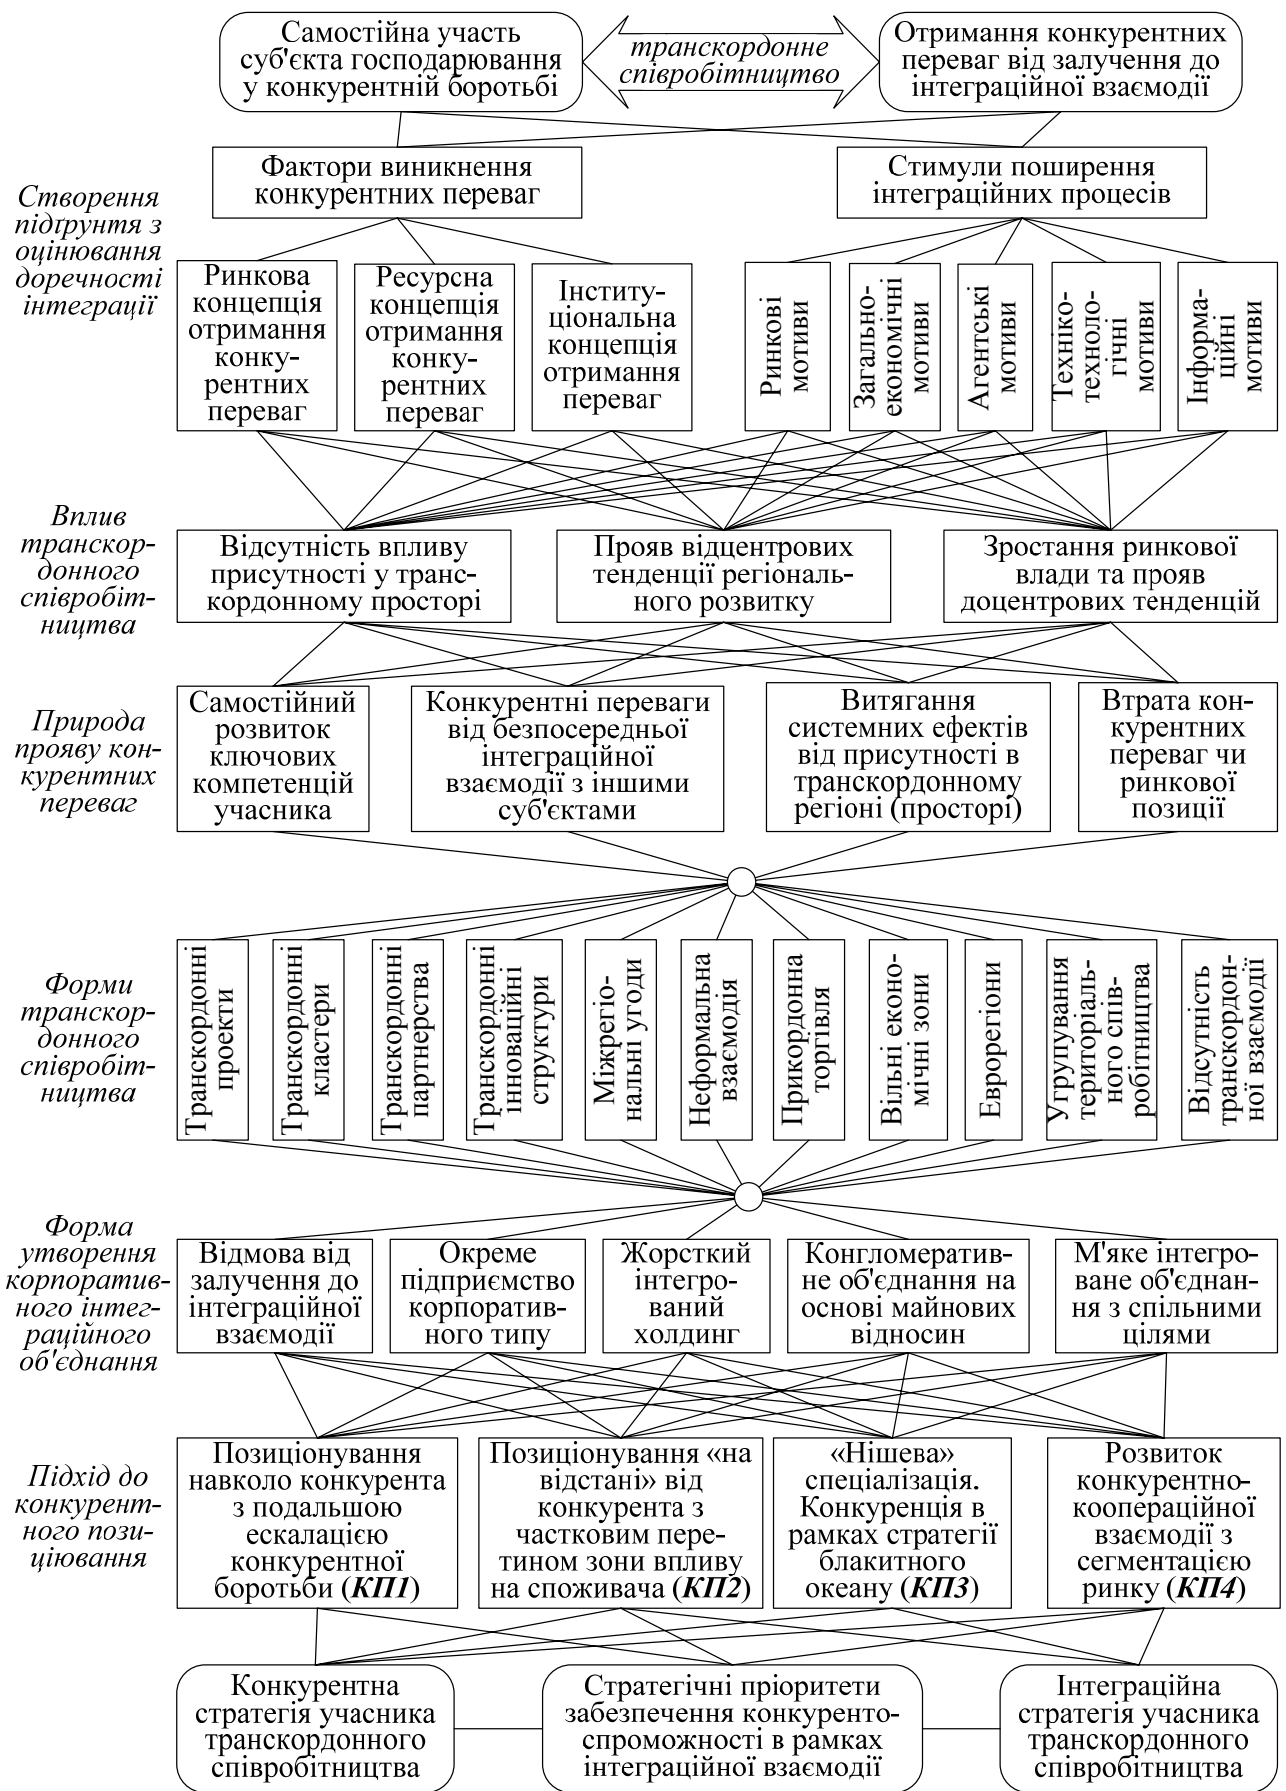 Самостійна участь
суб'єкта господарювання
у конкурентній боротьбі
транскордонне
співробітництво
Отримання конкурентних
переваг від залучення до
інтеграційної взаємодії
Створення
підґрунтя з
оцінювання
доречності
інтеграції
Фактори виникнення
конкурентних переваг
Стимули поширення
інтеграційних процесів
Ринкова
концепція
отримання
конку-
рентних
переваг
Ресурсна
концепція
отримання
конку-
рентних
переваг
Інститу-
ціональна
концепція
отримання
переваг
Ринкові
мотиви
Загально-
економічні
мотиви
Агентські
мотиви
Техніко-
техноло-
гічні
мотиви
Інформа-
ційні
мотиви
Вплив
транскор-
донного
співробіт-
ництва
Відсутність впливу
присутності у транс-
кордонному просторі
Прояв відцентрових
тенденції регіональ-
ного розвитку
Зростання ринкової
влади та прояв
доцентрових тенденцій
Природа
прояву кон-
курентних
переваг
Самостійний
розвиток
ключових
компетенцій
учасника
Конкурентні переваги
від безпосередньої
інтеграційної
взаємодії з іншими
суб'єктами
Витягання
системних ефектів
від присутності в
транскордонному
регіоні (просторі)
Втрата кон-
курентних
переваг чи
ринкової
позиції
Форми
транскор-
донного
співробіт-
ництва
Транскордонні
проекти
Транскордонні
кластери
Транскордонні
партнерства
Транскордонні
інноваційні
структури
Міжрегіо-
нальні угоди
Неформальна
взаємодія
Прикордонна
торгівля
Вільні еконо-
мічні зони
Еврорегіони
Угрупування
територіаль-
ного спів-
робітництва
Відсутність
транскордон-
ної взаємодії
Форма
утворення
корпоратив-
ного інтег-
раційного
об'єднання
Відмова від
залучення до
інтеграційної
взаємодії
Окреме
підприємство
корпоратив-
ного типу
Жорсткий
інтегро-
ваний
холдинг
Конгломератив-
не об'єднання на
основі майнових
відносин
М'яке інтегро-
ване об'єднан-
ня з спільними
цілями
Підхід до
конкурент-
ного пози-
ціювання
Позиціонування
навколо конкурента
з подальшою
ескалацією
конкурентної
боротьби (КП1)
Позиціонування «на
відстані» від
конкурента з
частковим пере-
тином зони впливу
на споживача (КП2)
«Нішева»
спеціалізація.
Конкуренція в
рамках стратегії
блакитного
океану (КП3)
Розвиток
конкурентно-
коопераційної
взаємодії з
сегментацією
ринку (КП4)
Конкурентна
стратегія учасника
транскордонного
співробітництва
Стратегічні пріоритети
забезпечення конкуренто-
спроможності в рамках
інтеграційної взаємодії
Інтеграційна
стратегія учасника
транскордонного
співробітництва